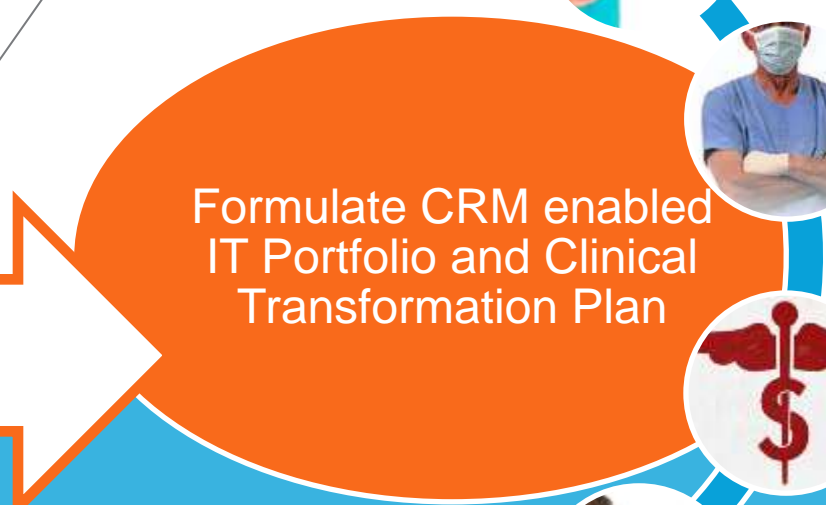 Formulate CRM enabled
IT Portfolio and Clinical
Transformation Plan